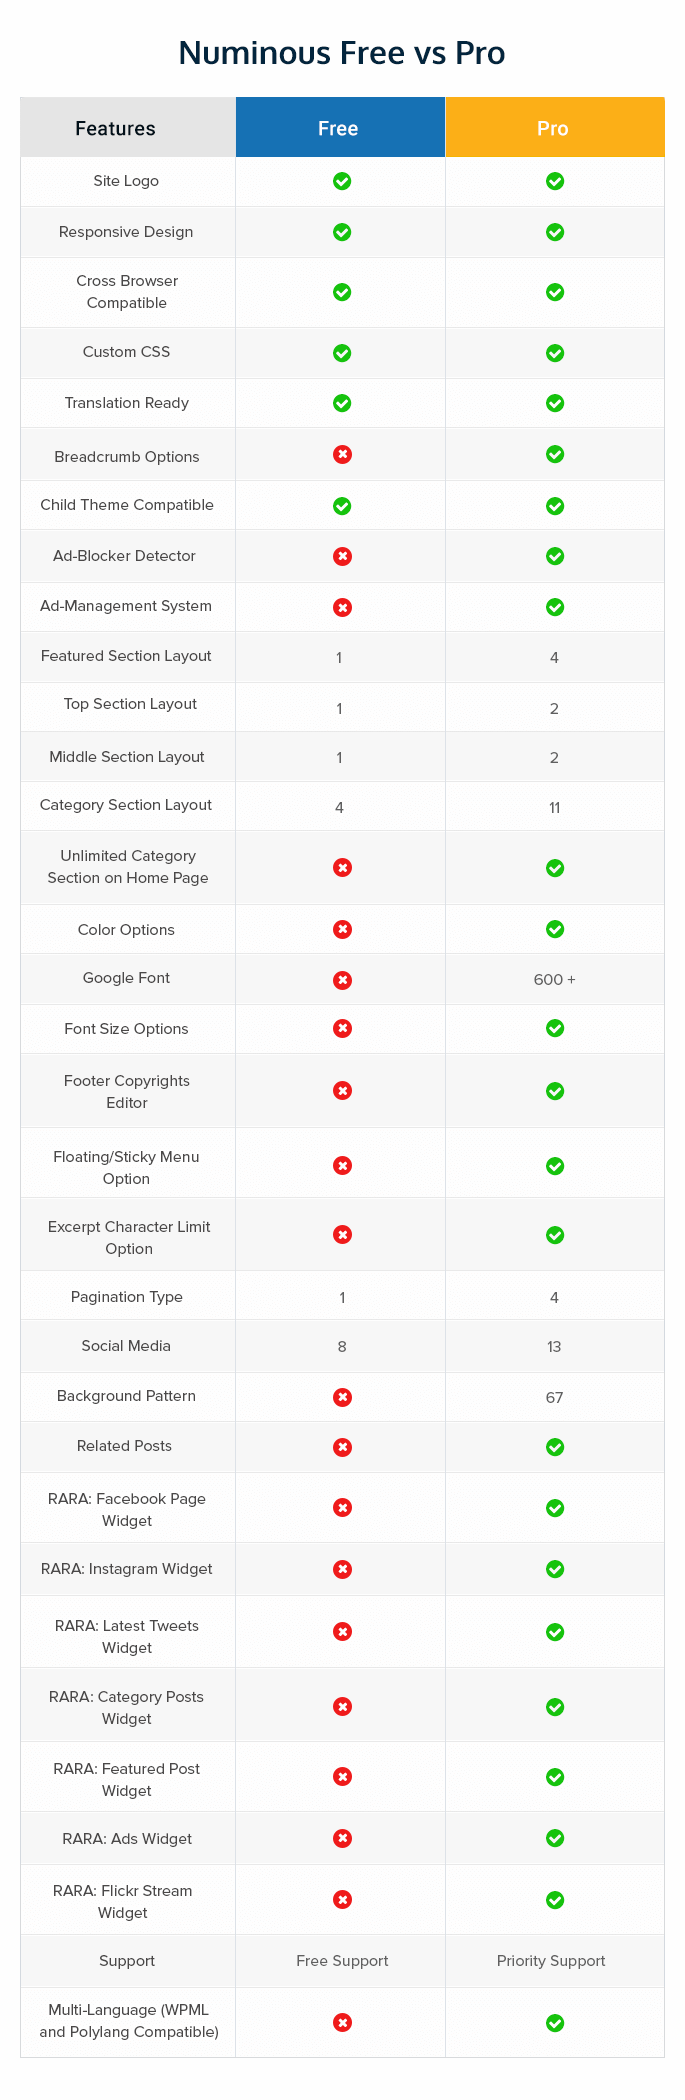 Numinous Free vs Pro
Features Free Pro
Site Logo
Responsive Design
Cross Browser
Compatible
Custom CSS
Translation Ready
Breadcrumb Options
Child Theme Compatible
Ad-Blocker Detector
Ad-Management System
Featured Section Layout 1 4
Top Section Layout 1 2
Middle Section Layout 1 2
Category Section Layout 4 11
Unlimited Category
Section on Home Page
Color Options
Google Font 600 +
Font Size Options
Footer Copyrights
Editor
Floating/Sticky Menu
Option
Excerpt Character Limit
Option
Pagination Type 1 4
Social Media 8 13
Background Pattern 67
Related Posts
RARA: Facebook Page
Widget
RARA: Instagram Widget
RARA: Latest Tweets
Widget
RARA: Category Posts
Widget
RARA: Featured Post
Widget
RARA: Ads Widget
RARA: Flickr Stream
Widget
Support Free Support Priority Support
Multi-Language (WPML
and Polylang Compatible)